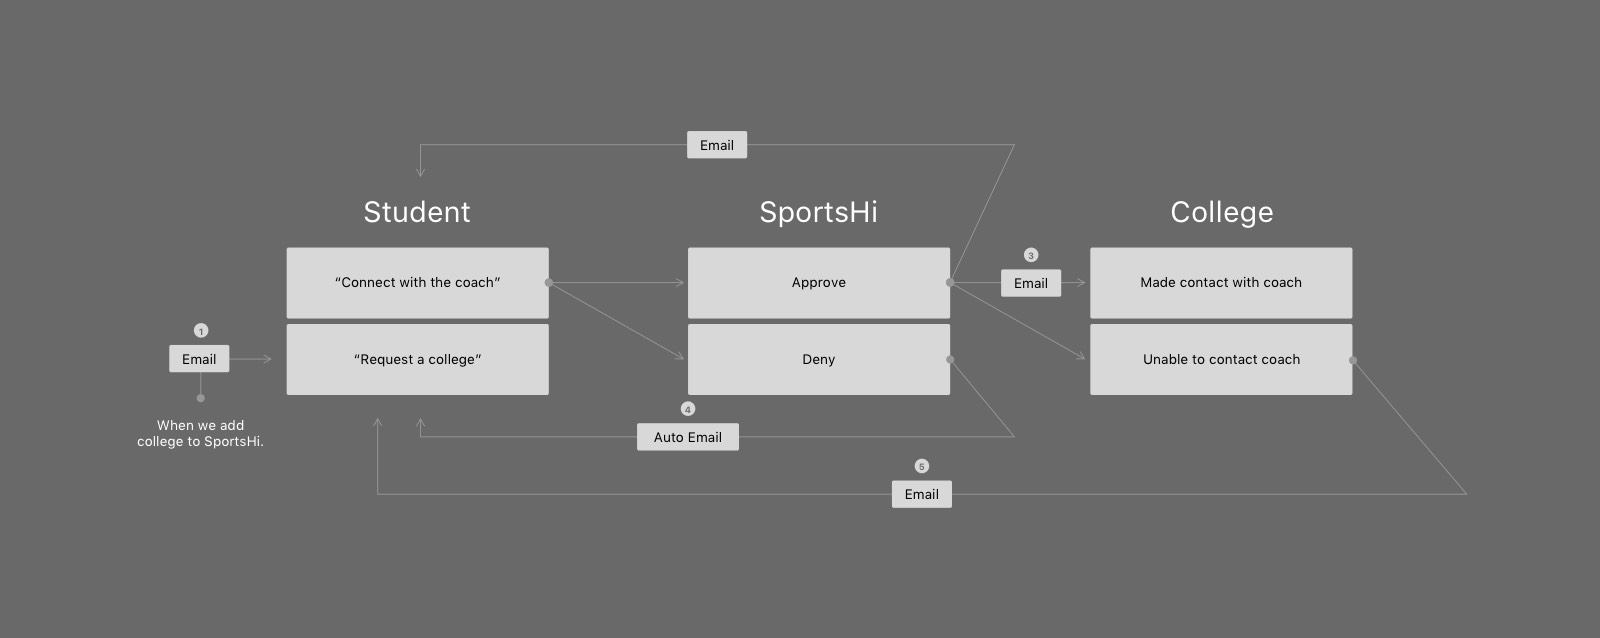 Email
Student
SportsHi
College
3
“Connect with the coach”
Approve
Email
Made contact with coach
1
Email
“Request a college”
Deny
Unable to contact coach
When we add
college to SportsHi.
4
Auto Email
5
Email